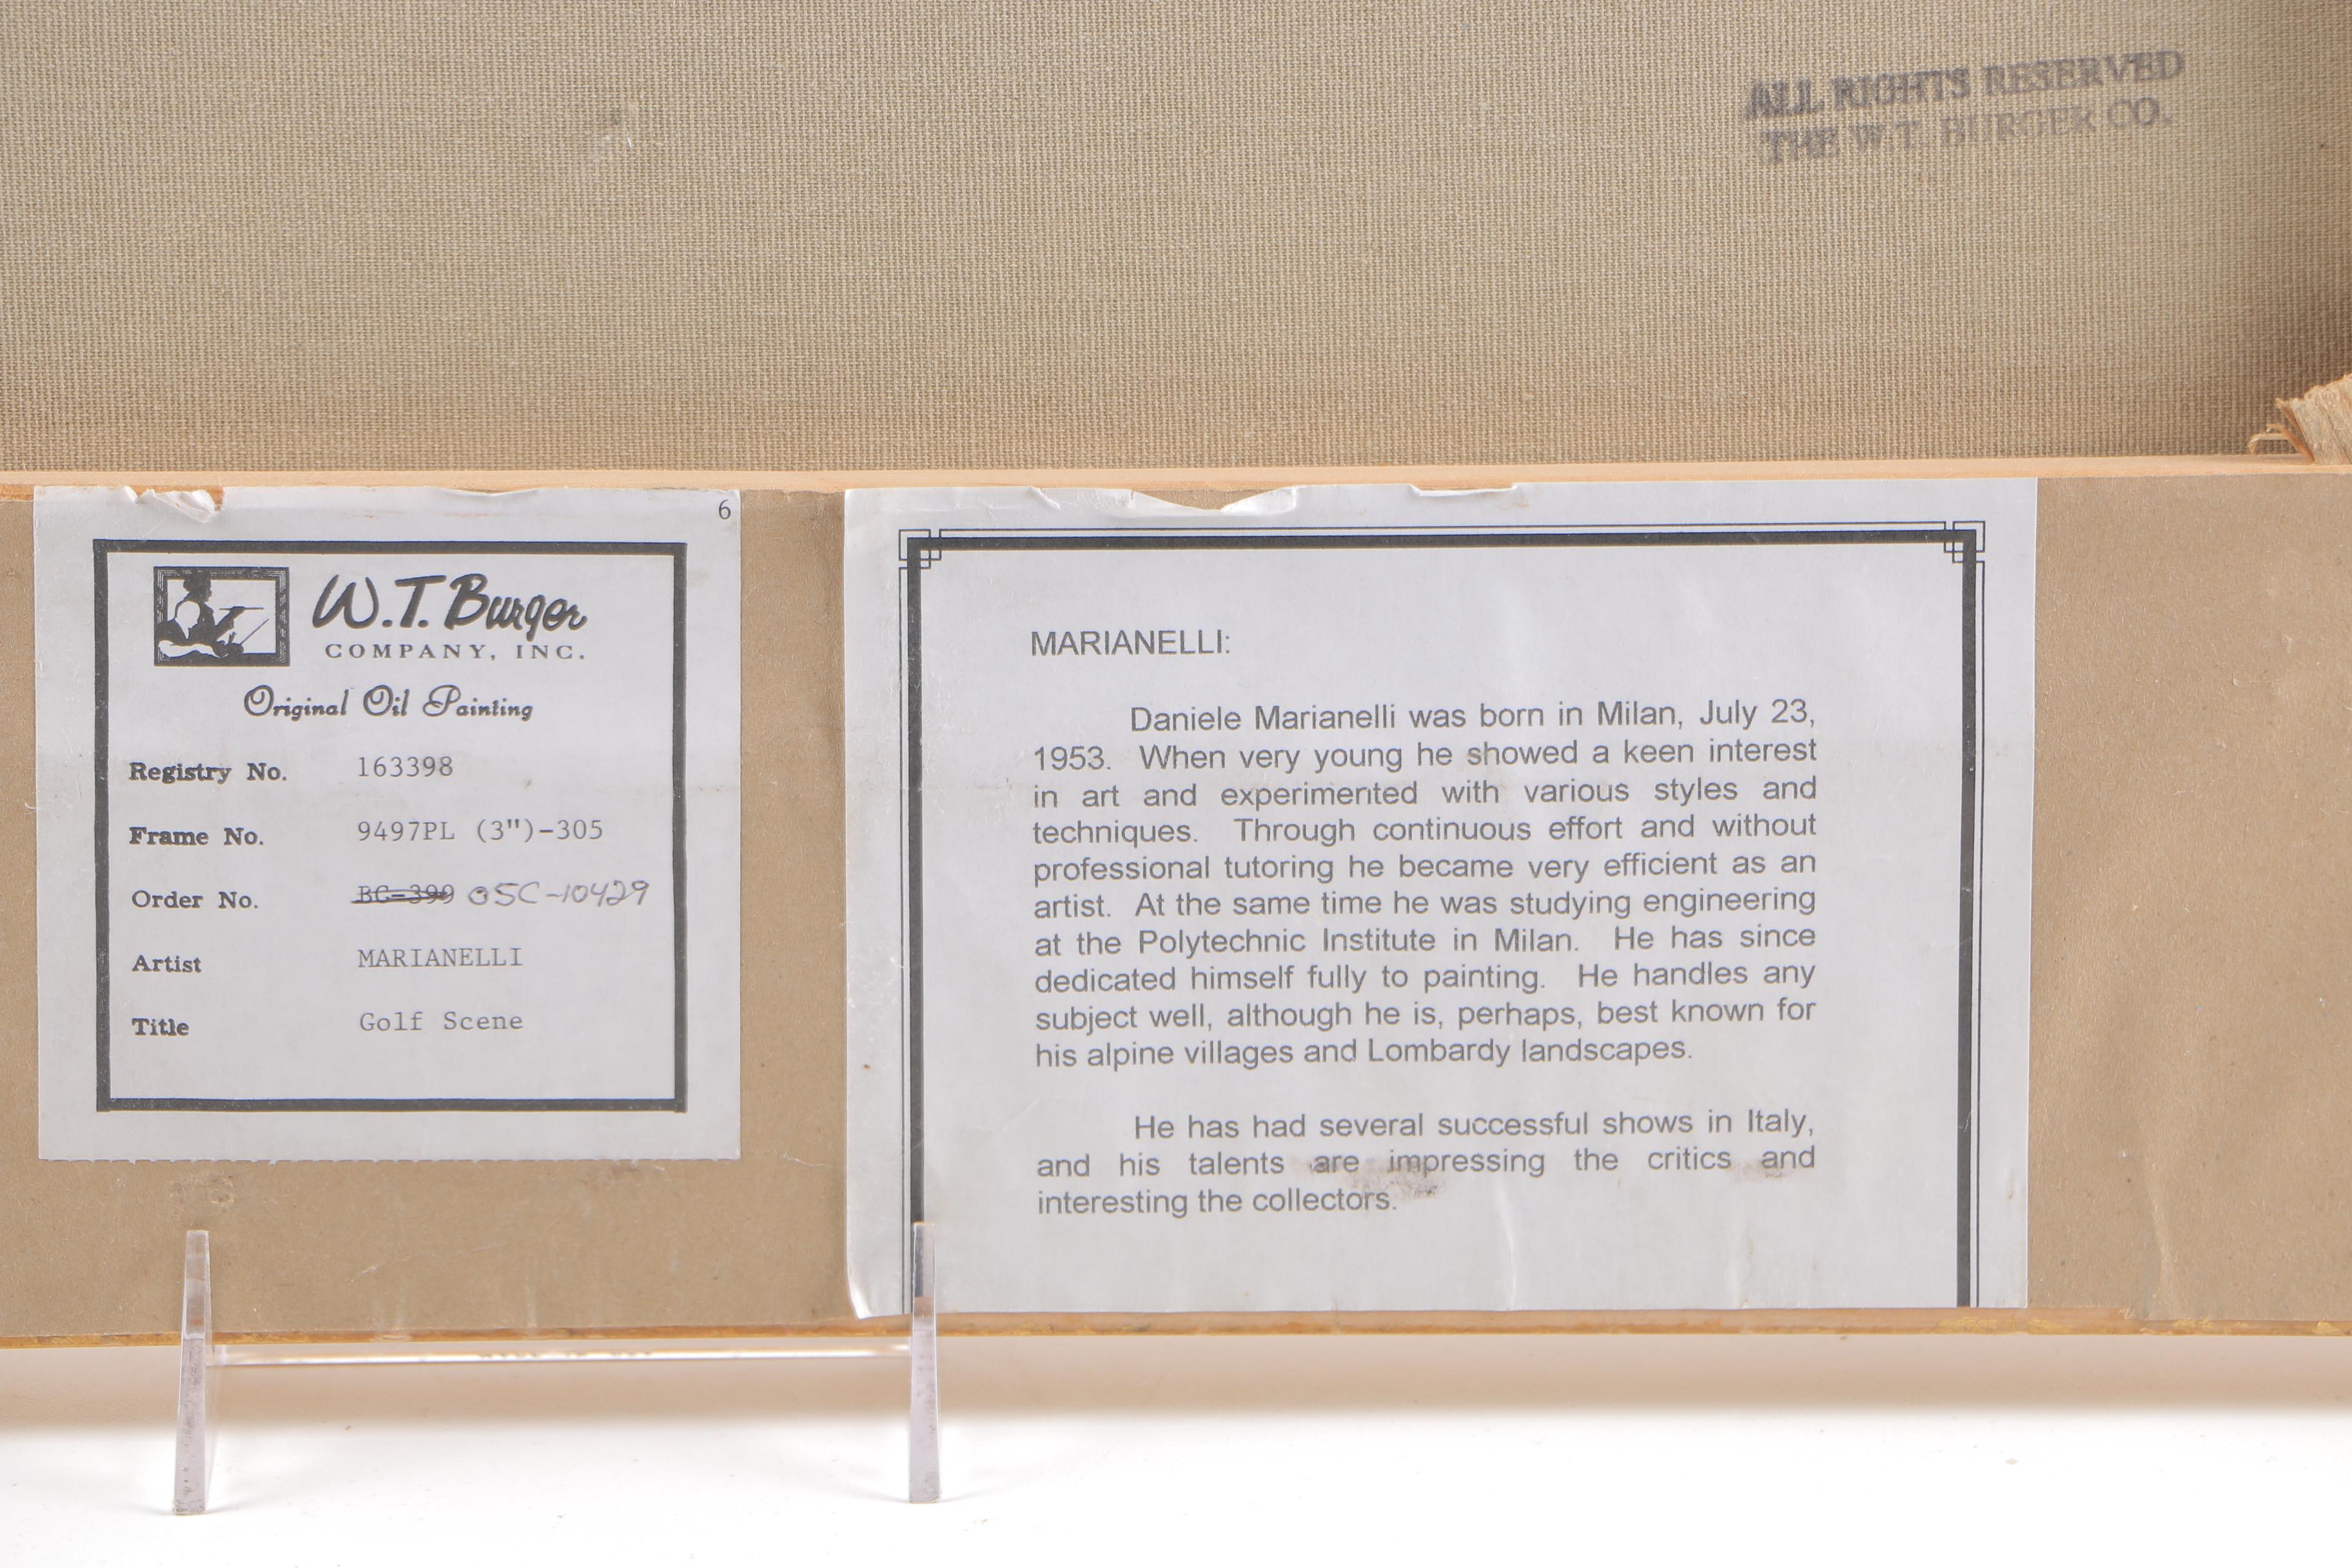 ALL RIGHTS RESERVED
THE W.T. BURGER CO.
6
W.T. Burger
COMPANY, INC.
Original Oil Painting
Registry No. 163398
Frame No. 9497PL (3")-305
Order No. BC-399 OSC-10429
Artist MARIANELLI
Title Golf Scene
MARIANELLI:
Daniele Marianelli was born in Milan, July 23,
1953. When very young he showed a keen interest
in art and experimented with various styles and
techniques. Through continuous effort and without
professional tutoring he became very efficient as an
artist. At the same time he was studying engineering
at the Polytechnic Institute in Milan. He has since
dedicated himself fully to painting. He handles any
subject well, although he is, perhaps, best known for
his alpine villages and Lombardy landscapes.
He has had several successful shows in Italy,
and his talents are impressing the critics and
interesting the collectors.